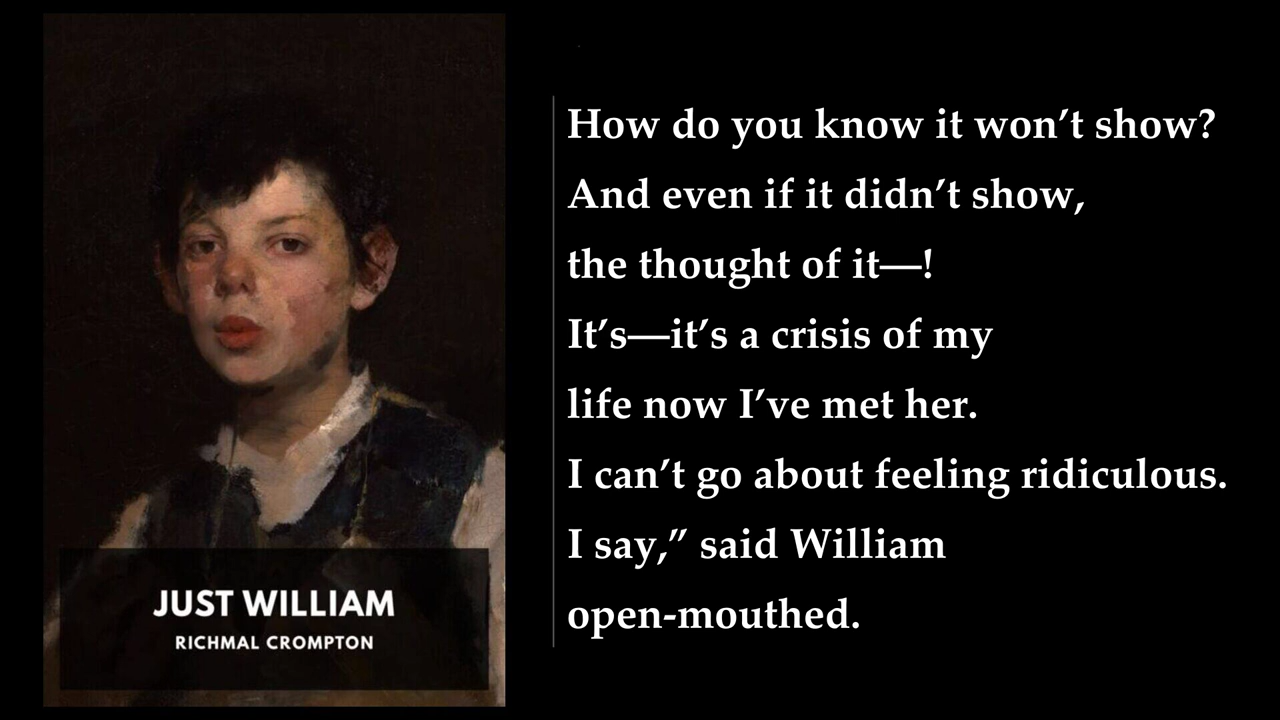 JUST WILLIAM
RICHMAL CROMPTON
How do you know it won’t show?
And even if it didn’t show,
the thought of it—!
It’s—it’s a crisis of my
life now I’ve met her.
I can’t go about feeling ridiculous.
I say,” said William
open-mouthed.